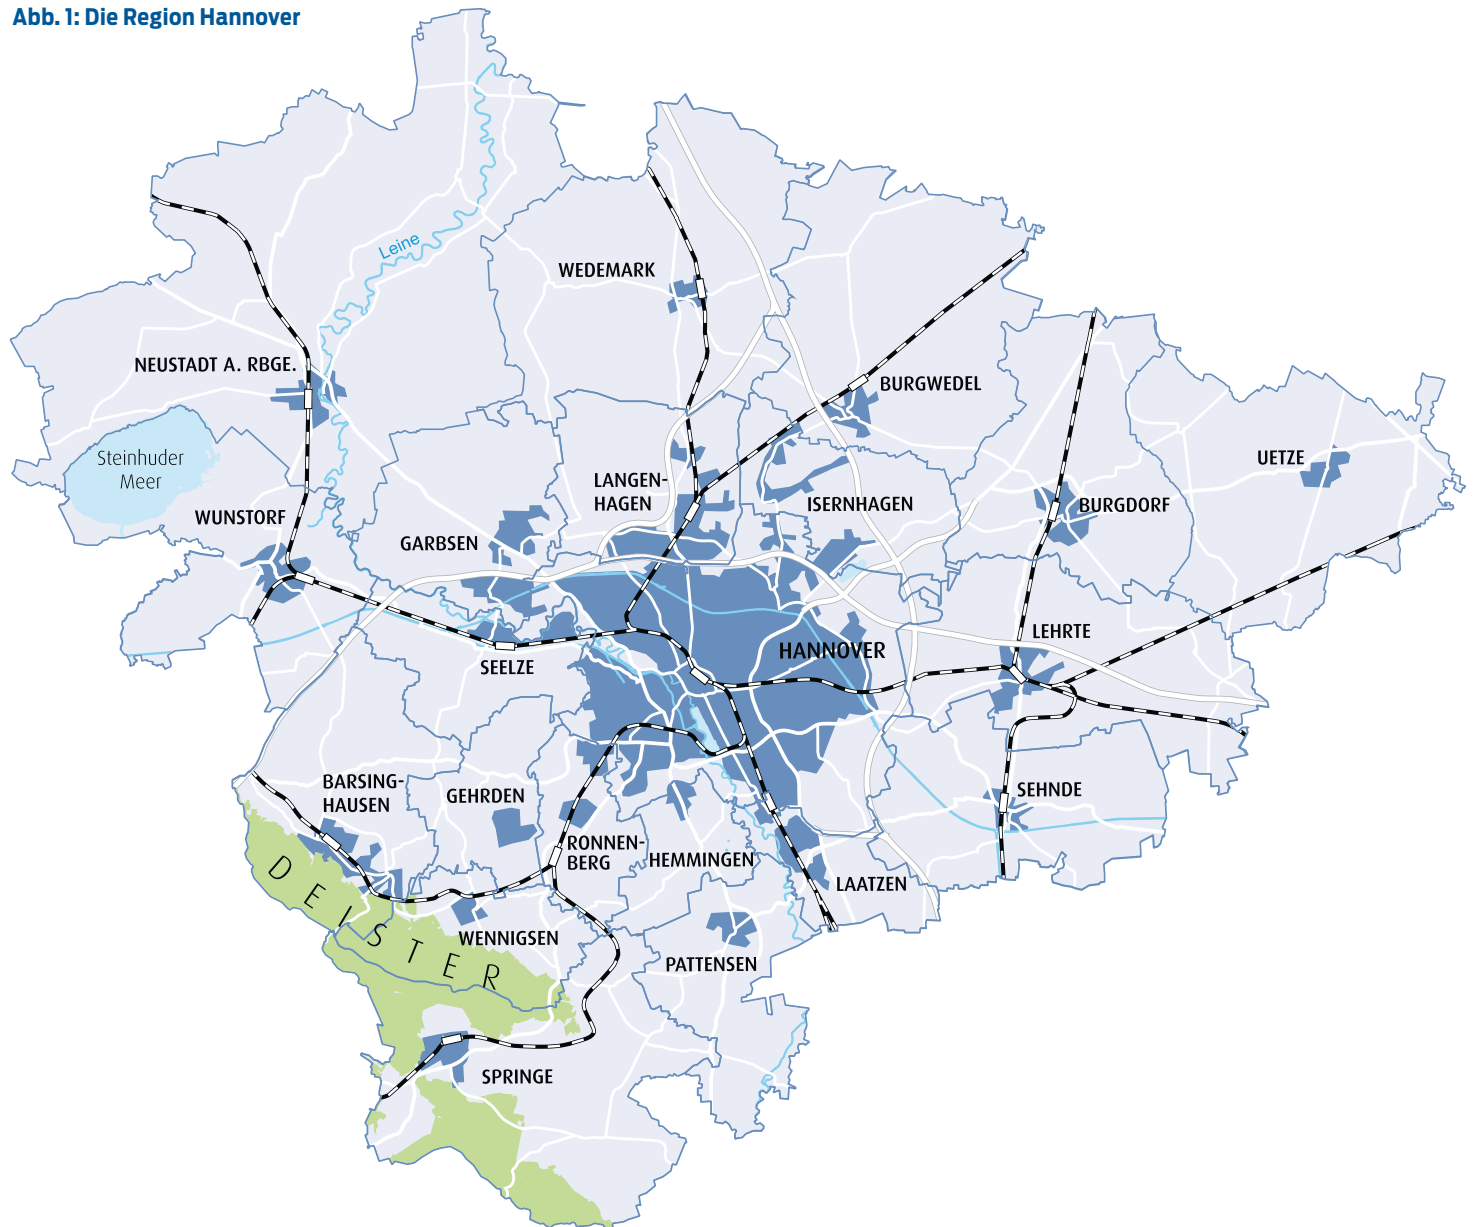 Abb. 1: Die Region Hannover
Leine
WEDEMARK
NEUSTADT A. RBGE.
BURGWEDEL
Steinhuder
Meer
UETZE
LANGEN-
HAGEN
ISERNHAGEN
BURGDORF
WUNSTORF
GARBSEN
LEHRTE
HANNOVER
SEELZE
BARSING-
HAUSEN
GEHRDEN
SEHNDE
RONNEN-
BERG
HEMMINGEN
LAATZEN
DEISTER
WENNIGSEN
PATTENSEN
SPRINGE